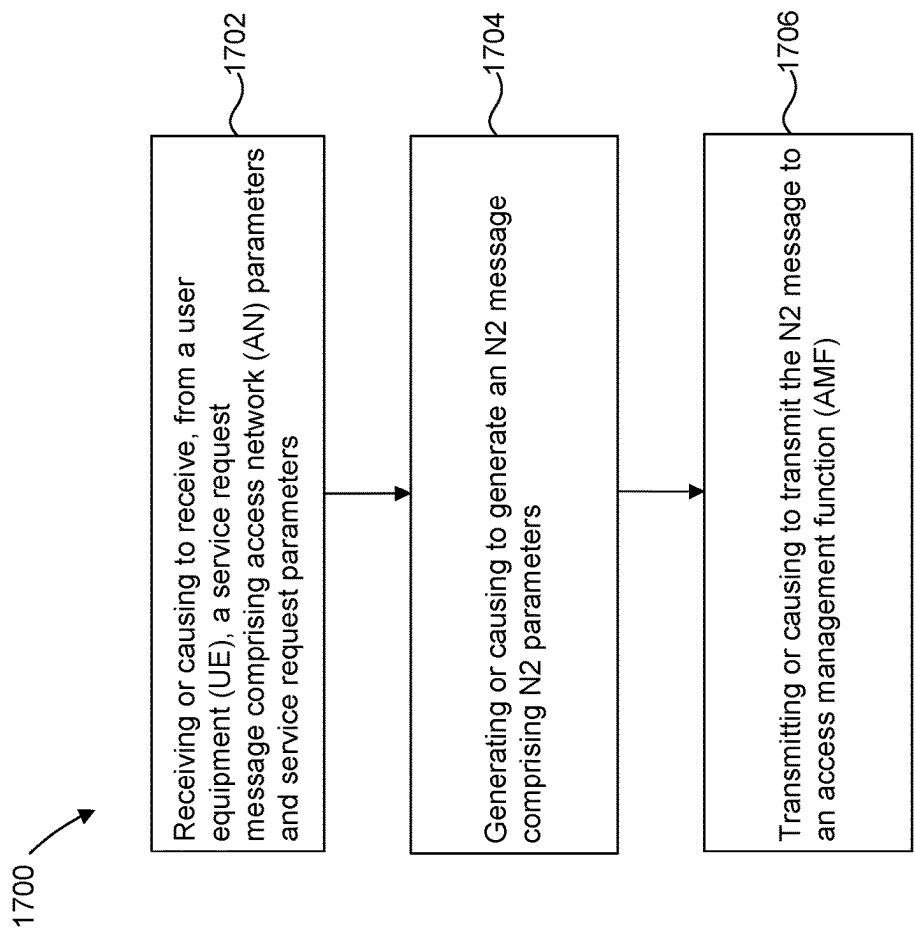 1700
Receiving or causing to receive, from a user
equipment (UE), a service request
message comprising access network (AN) parameters
and service request parameters
1702
Generating or causing to generate an N2 message
comprising N2 parameters
1704
Transmitting or causing to transmit the N2 message to
an access management function (AMF)
1706